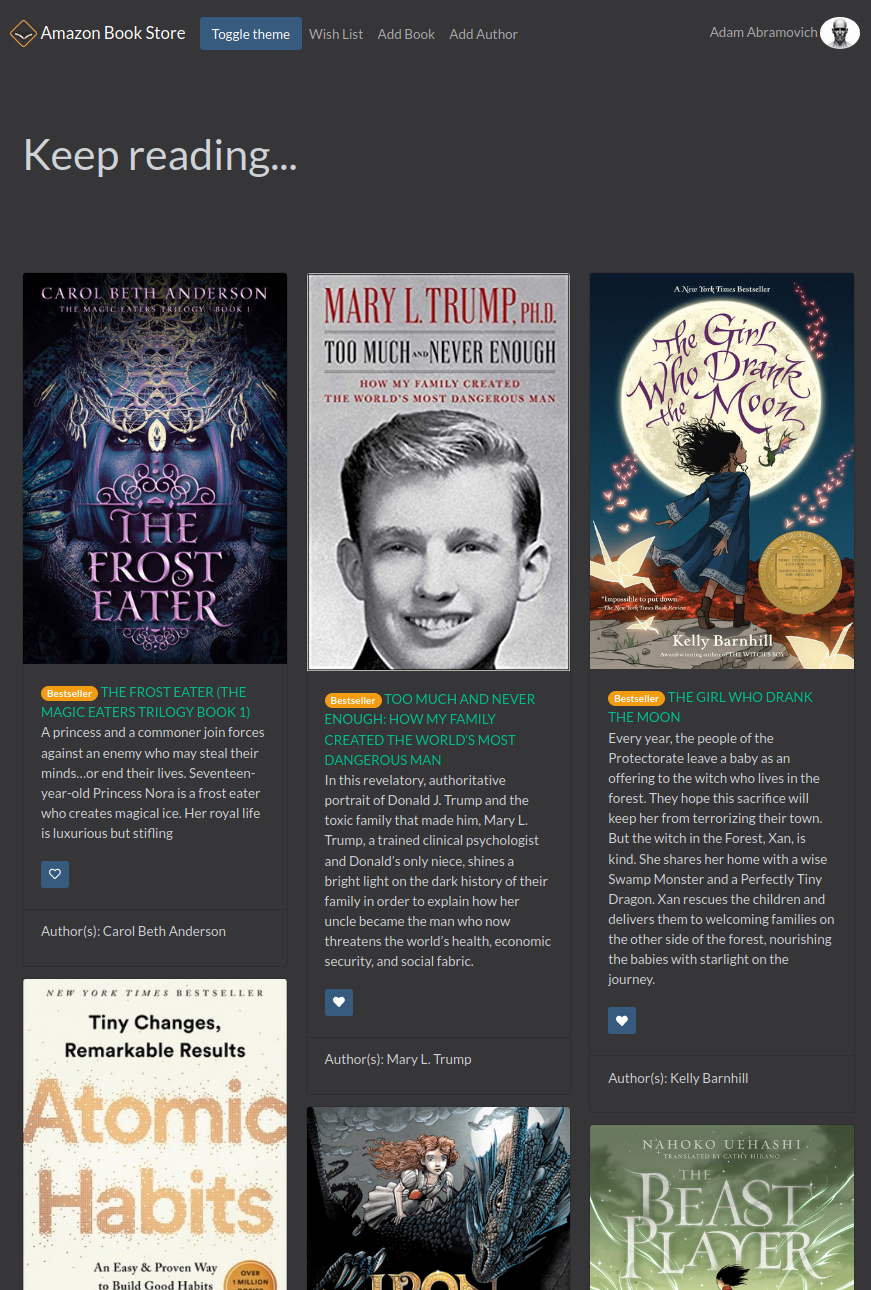 Amazon Book Store
Toggle theme
Wish List
Add Book
Add Author
Adam Abramovich
Keep reading...
CAROL BETH ANDERSON
THE MAGIC EATERS TRILOGY · BOOK 1
THE
FROST
EATER
Bestseller THE FROST EATER (THE
MAGIC EATERS TRILOGY BOOK 1)
A princess and a commoner join forces
against an enemy who may steal their
minds…or end their lives. Seventeen-
year-old Princess Nora is a frost eater
who creates magical ice. Her royal life
is luxurious but stifling
Author(s): Carol Beth Anderson
MARY L. TRUMP, PH.D.
TOO MUCH AND NEVER ENOUGH
HOW MY FAMILY CREATED
THE WORLD'S MOST DANGEROUS MAN
Bestseller TOO MUCH AND NEVER
ENOUGH: HOW MY FAMILY
CREATED THE WORLD'S MOST
DANGEROUS MAN
In this revelatory, authoritative
portrait of Donald J. Trump and the
toxic family that made him, Mary L.
Trump, a trained clinical psychologist
and Donald's only niece, shines a
bright light on the dark history of their
family in order to explain how her
uncle became the man who now
threatens the world's health, economic
security, and social fabric.
Author(s): Mary L. Trump
A New York Times Bestseller
The Girl
Who Drank
the Moon
"Impossible to put down."
—The New York Times Book Review
Kelly Barnhill
Award-winning author of THE WITCH'S BOY
Bestseller THE GIRL WHO DRANK
THE MOON
Every year, the people of the
Protectorate leave a baby as an
offering to the witch who lives in the
forest. They hope this sacrifice will
keep her from terrorizing their town.
But the witch in the Forest, Xan, is
kind. She shares her home with a wise
Swamp Monster and a Perfectly Tiny
Dragon. Xan rescues the children and
delivers them to welcoming families on
the other side of the forest, nourishing
the babies with starlight on the
journey.
Author(s): Kelly Barnhill
NEW YORK TIMES BESTSELLER
Tiny Changes,
Remarkable Results
Atomic
Habits
An Easy & Proven Way
to Build Good Habits
OVER
1 MILLION
NAHOKO UEHASHI
TRANSLATED BY CATHY HIRANO
THE
BEAST
PLAYER